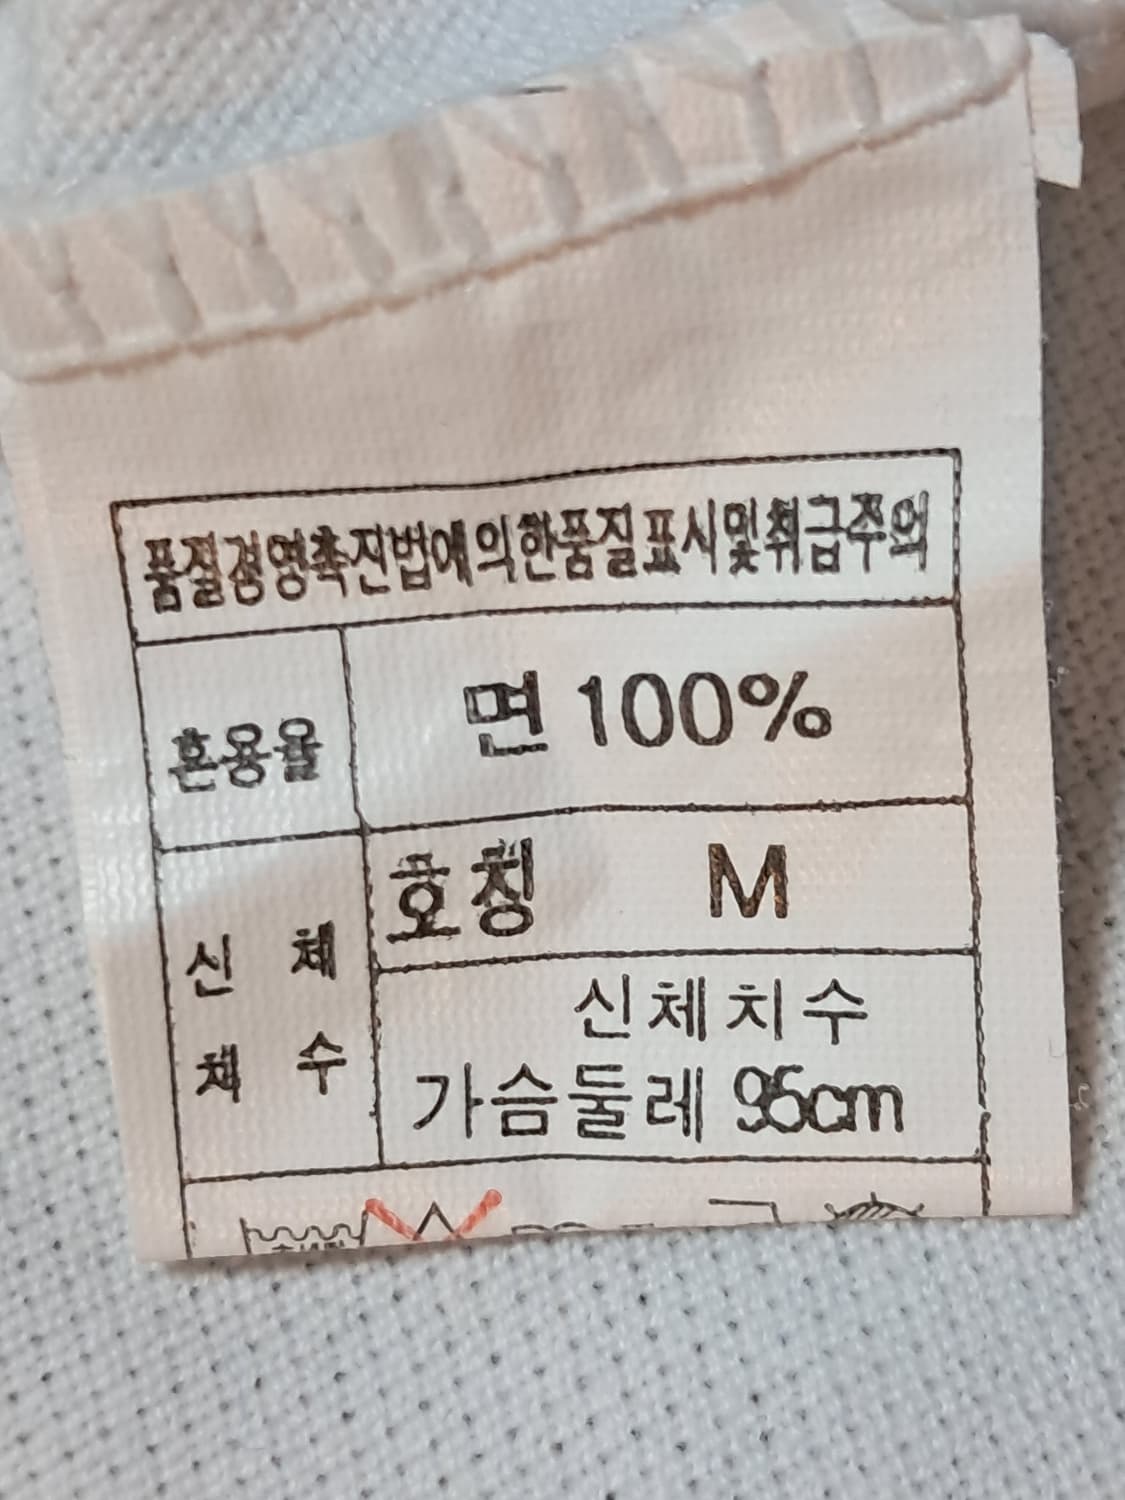 품질경영촉진법에의한품질표시및취급주의
혼용율 면 100%
호칭 M
신 체
채 수
신체치수
가슴둘레 95cm